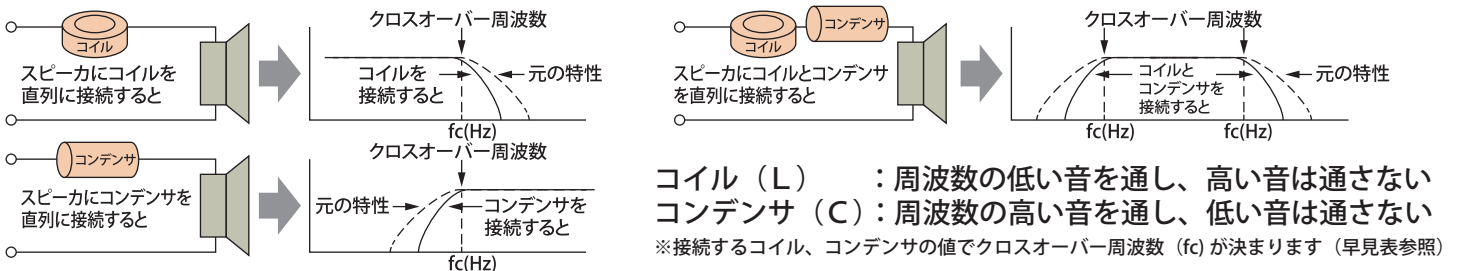 コイル
スピーカにコイルを
直列に接続すると
クロスオーバー周波数
コイルを
接続すると
元の特性
fc(Hz)
コンデンサ
スピーカにコンデンサを
直列に接続すると
クロスオーバー周波数
元の特性
コンデンサを
接続すると
fc(Hz)
コイル
コンデンサ
スピーカにコイルとコンデンサ
を直列に接続すると
クロスオーバー周波数
コイルと
コンデンサを
接続すると
元の特性
fc(Hz)
fc(Hz)
コイル（L）　：周波数の低い音を通し、高い音は通さない
コンデンサ（C）：周波数の高い音を通し、低い音は通さない
※接続するコイル、コンデンサの値でクロスオーバー周波数（fc) が決まります（早見表参照）